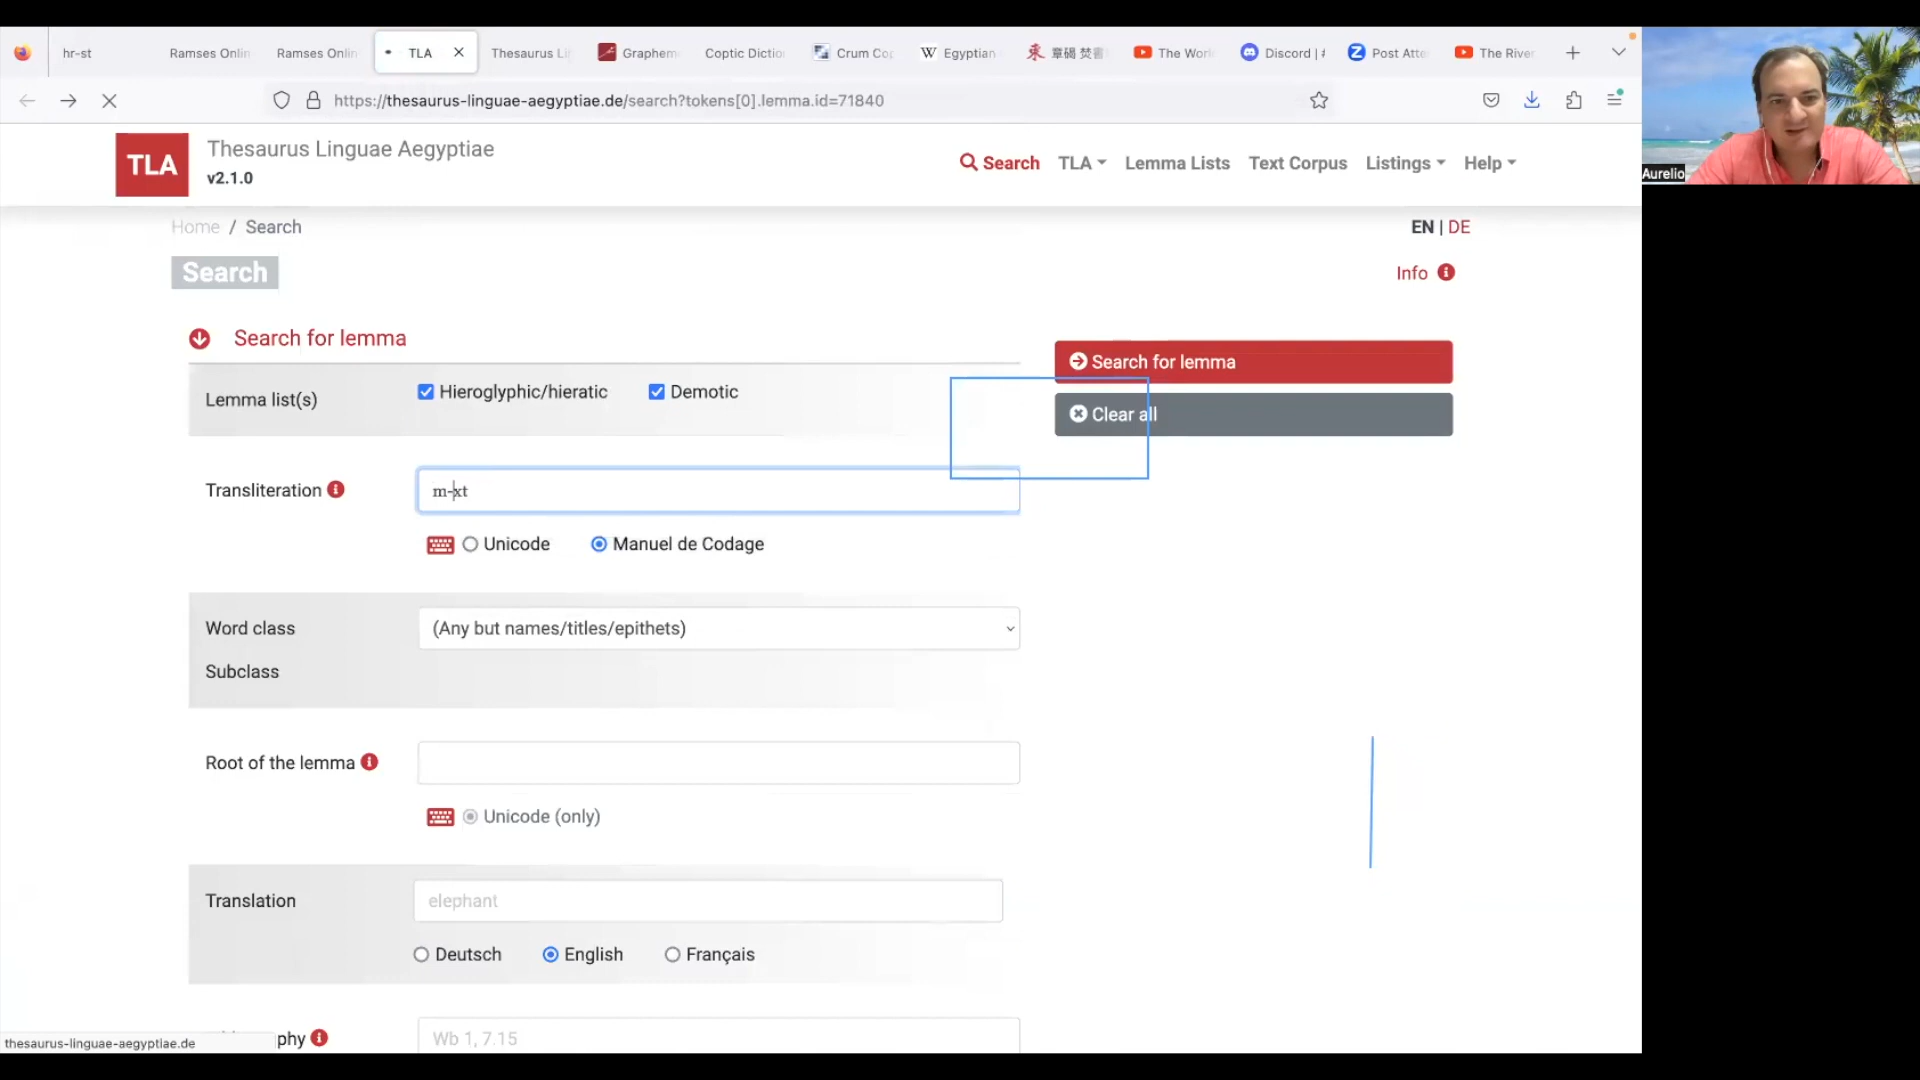 hr-st
Ramses Onlin
Ramses Onlin
TLA
Thesaurus Li
Graphem
Coptic Dictio
Crum Cop
W Egyptian
章碣 焚書
The Worl
Discord | #
Post Atte
The River
https://thesaurus-linguae-aegyptiae.de/search?tokens[0].lemma.id=71840
TLA
Thesaurus Linguae Aegyptiae
v2.1.0
Search
TLA
Lemma Lists
Text Corpus
Listings
Help
Aurelio
Home / Search
EN | DE
Search
Info
Search for lemma
Search for lemma
Lemma list(s)
Hieroglyphic/hieratic
Demotic
Clear all
Transliteration
m-xt
Unicode
Manuel de Codage
Word class
(Any but names/titles/epithets)
Subclass
Root of the lemma
Unicode (only)
Translation
elephant
Deutsch
English
Français
phy
Wb 1, 7.15
thesaurus-linguae-aegyptiae.de